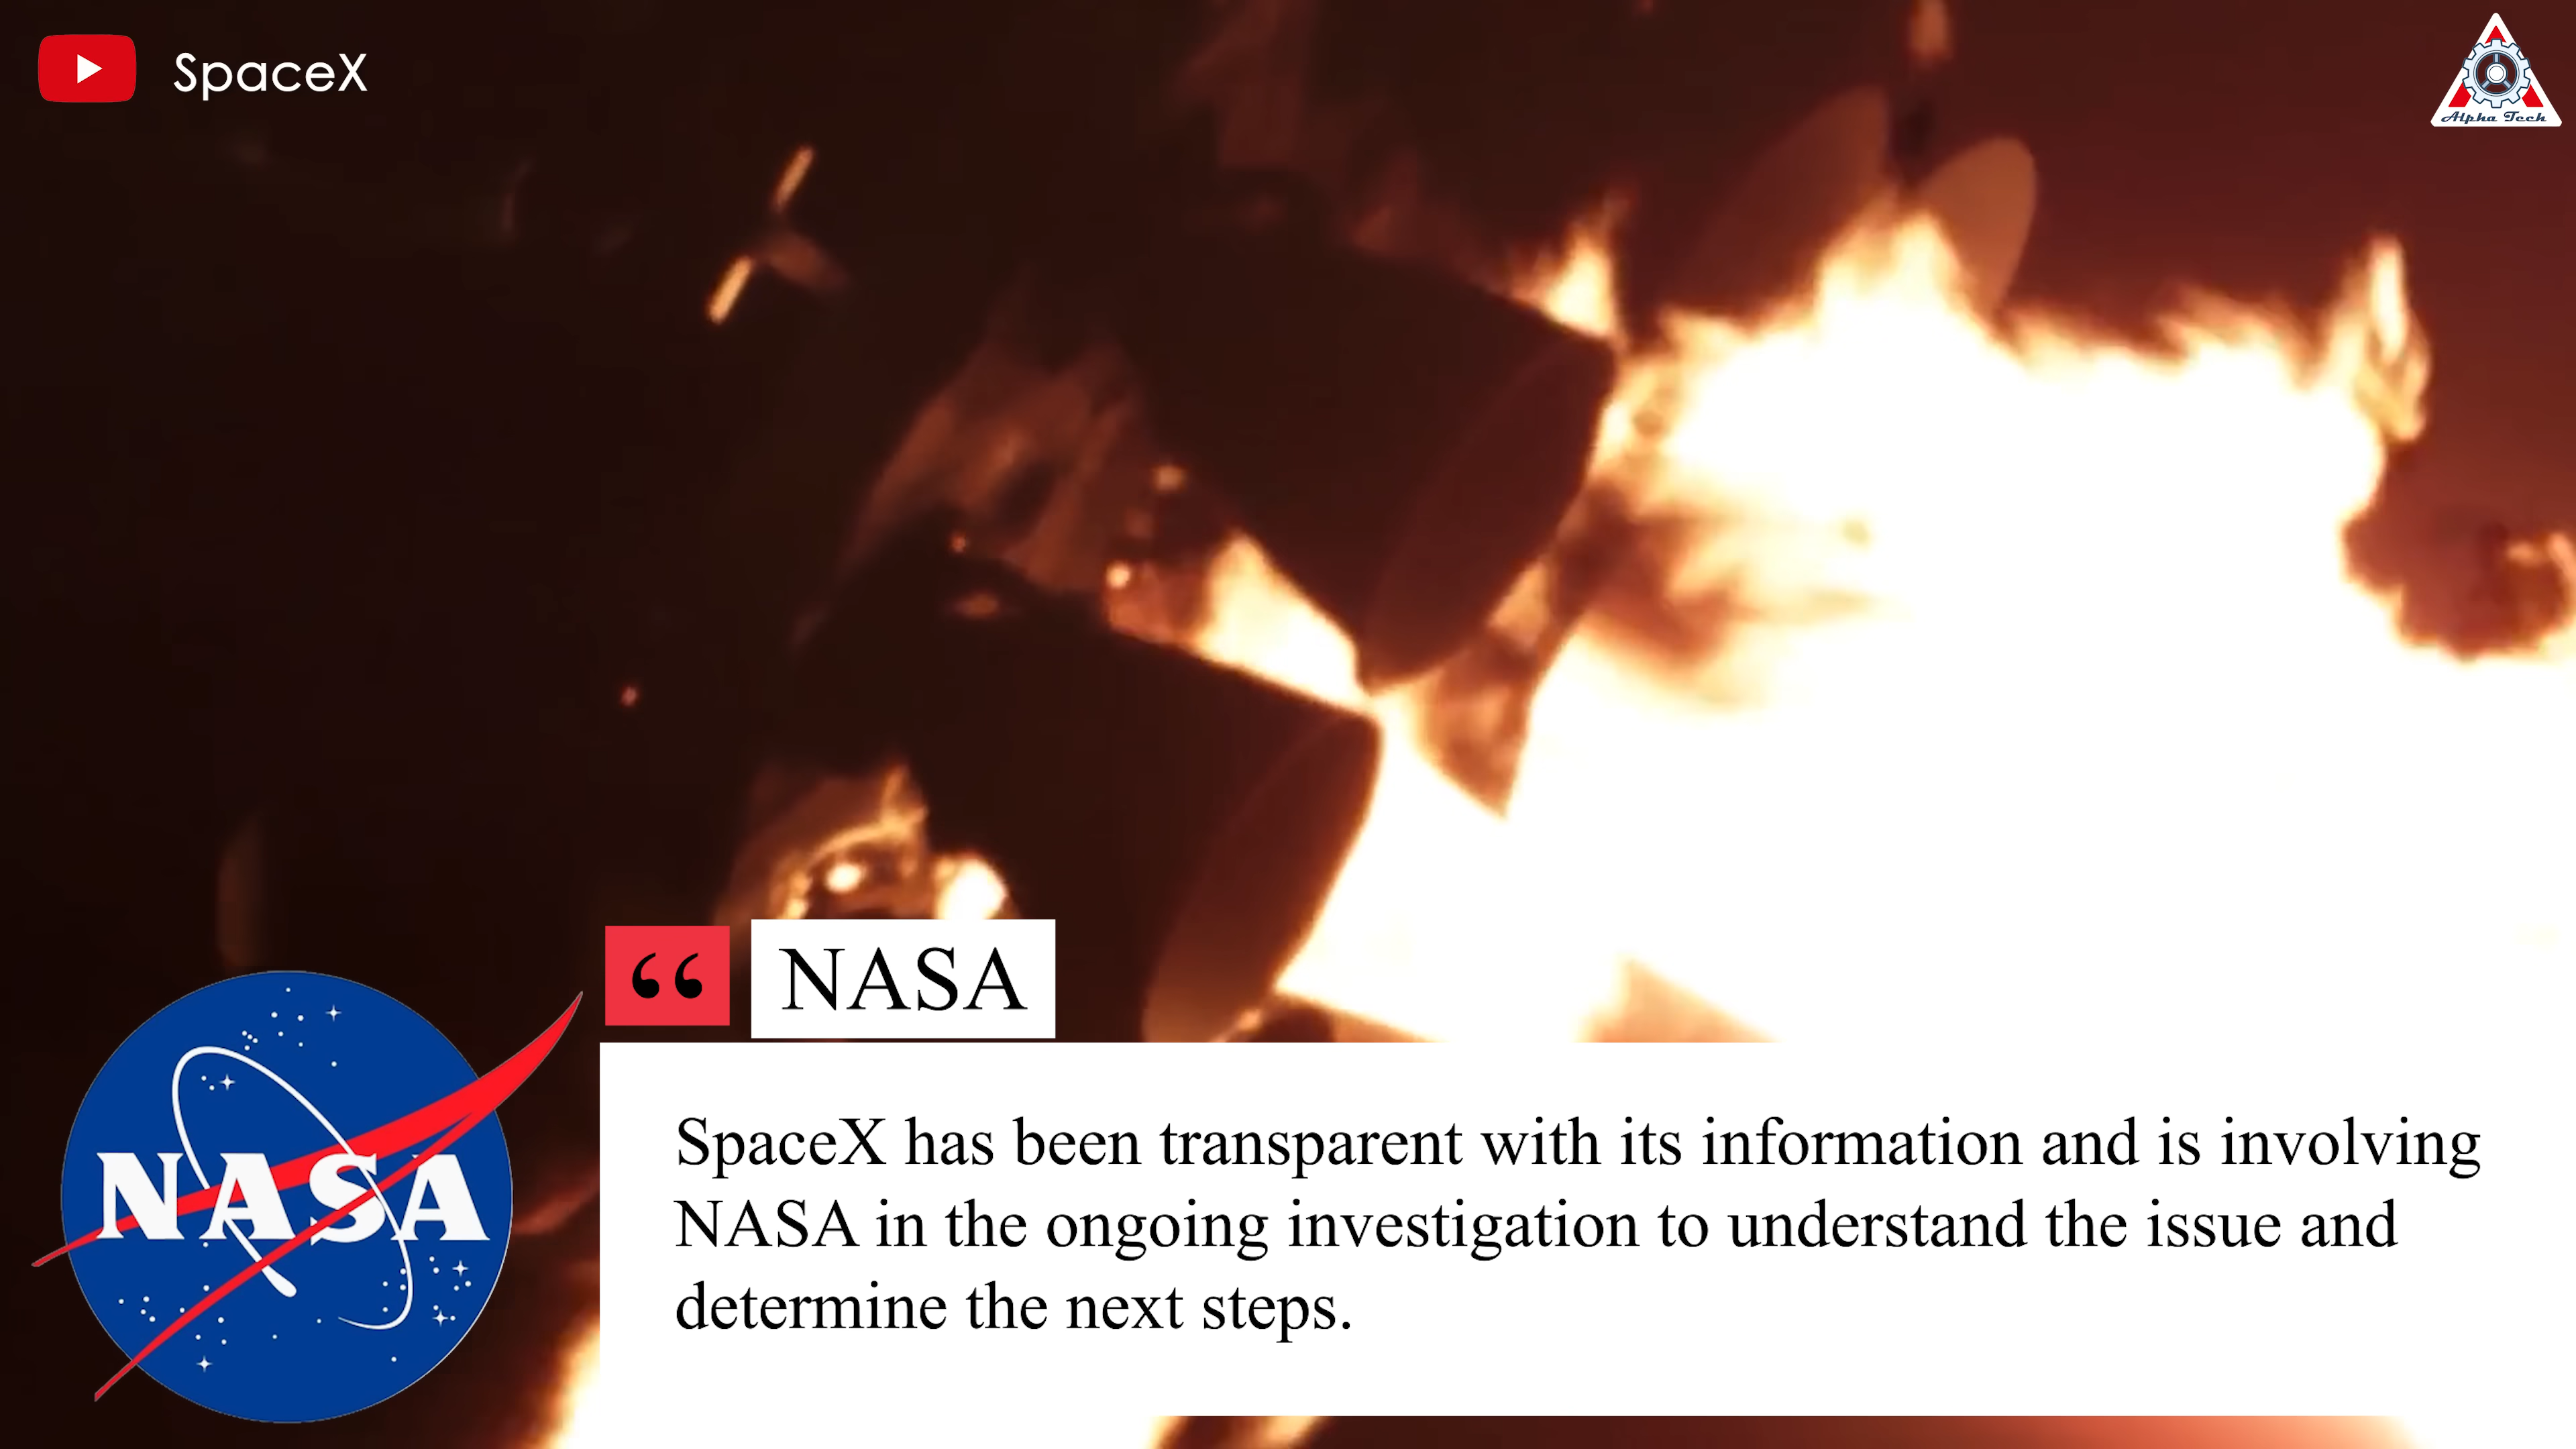 SpaceX
Alpha Tech
“ NASA
NASA
SpaceX has been transparent with its information and is involving
NASA in the ongoing investigation to understand the issue and
determine the next steps.